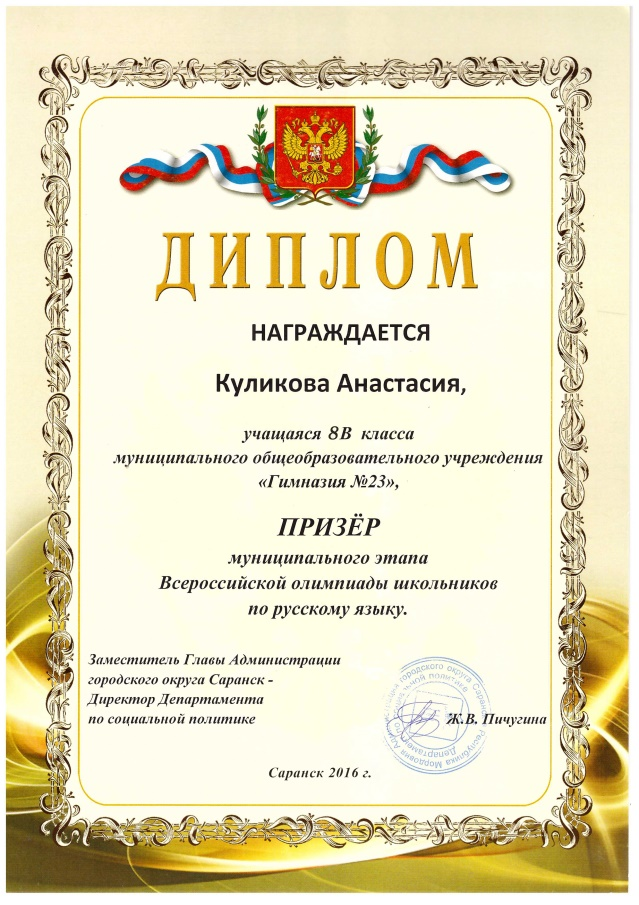 ДИПЛОМ
НАГРАЖДАЕТСЯ
Куликова Анастасия,
учащаяся 8В класса
муниципального общеобразовательного учреждения
«Гимназия №23»,
ПРИЗЁР
муниципального этапа
Всероссийской олимпиады школьников
по русскому языку.
Заместитель Главы Администрации
городского округа Саранск -
Директор Департамента
по социальной политике
Ж.В. Пичугина
Саранск 2016 г.